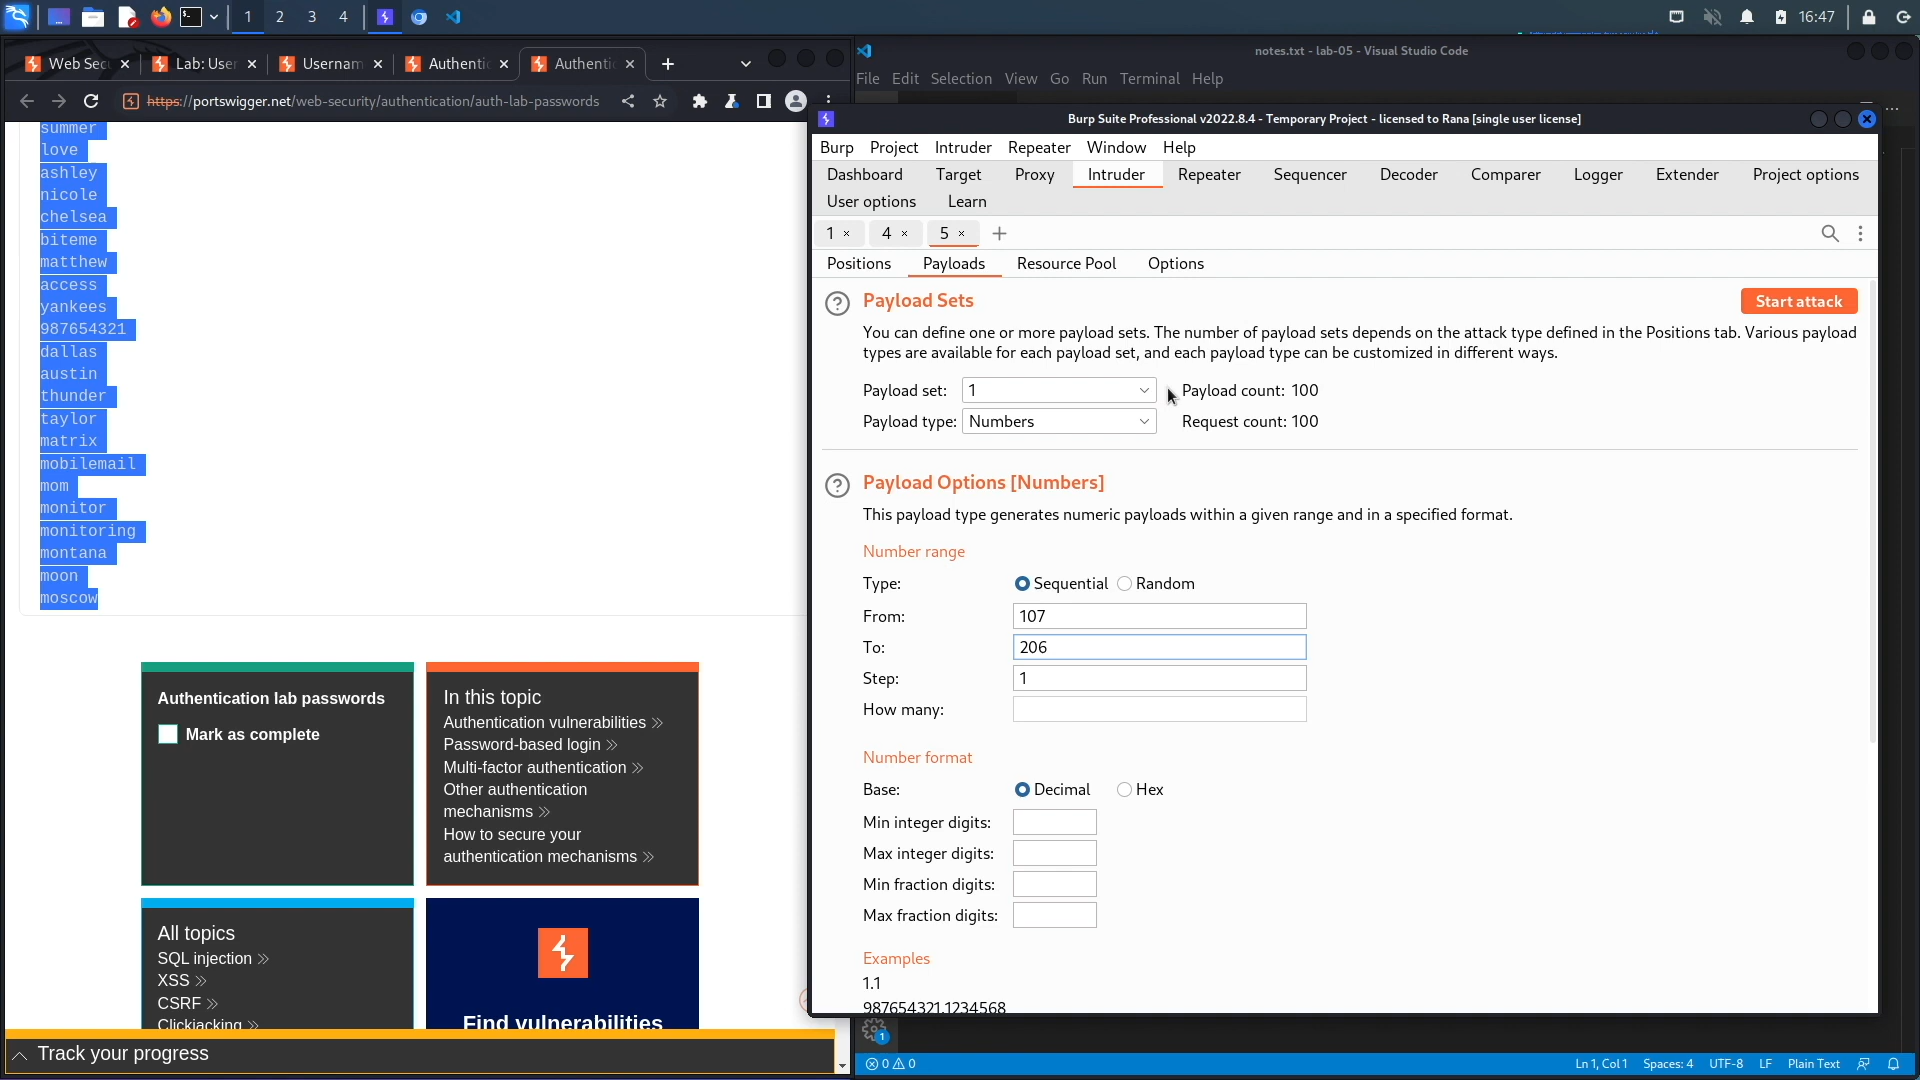 1 2 3 4
16:47
Web Secu
Lab: User
Usernam
Authentic
Authentic
https://portswigger.net/web-security/authentication/auth-lab-passwords
summer
love
ashley
nicole
chelsea
biteme
matthew
access
yankees
987654321
dallas
austin
thunder
taylor
matrix
mobilemail
mom
monitor
monitoring
montana
moon
moscow
Authentication lab passwords
Mark as complete
In this topic
Authentication vulnerabilities
Password-based login
Multi-factor authentication
Other authentication
mechanisms
How to secure your
authentication mechanisms
All topics
SQL injection
XSS
CSRF
Clickjacking
Find vulnerabilities
Track your progress
notes.txt - lab-05 - Visual Studio Code
File Edit Selection View Go Run Terminal Help
Burp Suite Professional v2022.8.4 - Temporary Project - licensed to Rana [single user license]
Burp Project Intruder Repeater Window Help
Dashboard Target Proxy Intruder Repeater Sequencer Decoder Comparer Logger Extender Project options
User options Learn
1 × 4 × 5 × +
Positions Payloads Resource Pool Options
Payload Sets
Start attack
You can define one or more payload sets. The number of payload sets depends on the attack type defined in the Positions tab. Various payload
types are available for each payload set, and each payload type can be customized in different ways.
Payload set: 1 Payload count: 100
Payload type: Numbers Request count: 100
Payload Options [Numbers]
This payload type generates numeric payloads within a given range and in a specified format.
Number range
Type: Sequential Random
From: 107
To: 206
Step: 1
How many:
Number format
Base: Decimal Hex
Min integer digits:
Max integer digits:
Min fraction digits:
Max fraction digits:
Examples
1.1
987654321.1234568
1
0 0
Ln 1, Col 1 Spaces: 4 UTF-8 LF Plain Text